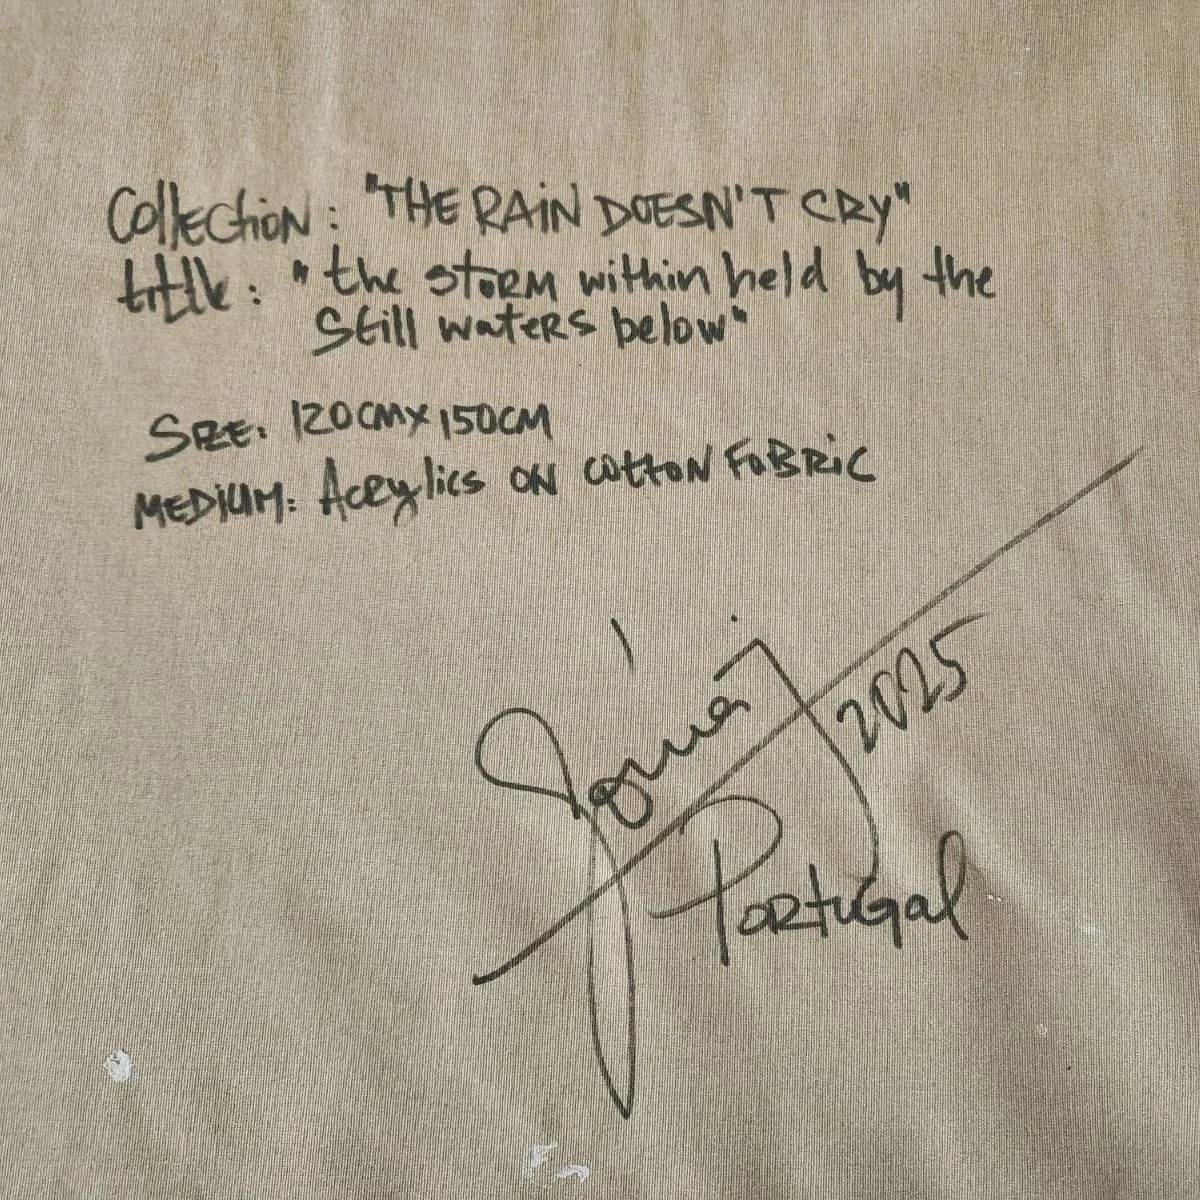 Collection: "THE RAiN DOESN'T CRY"
title: "the stORM within held by the
Still wateRS below"
SIZE: 120CMX150CM
MEDiUM: ACRylics ON cottON FaBRiC
2025
PORtuGal